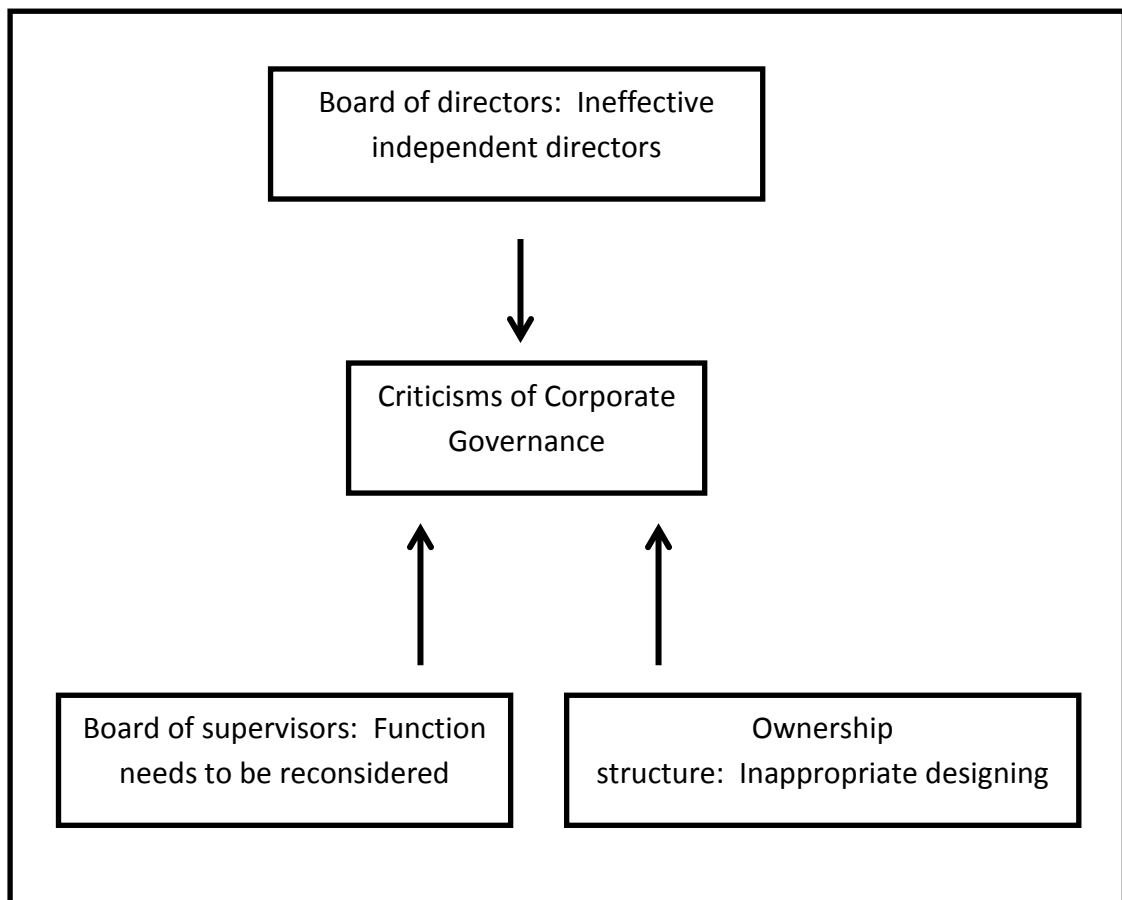 Board of directors:  Ineffective
independent directors
Criticisms of Corporate
Governance
Board of supervisors:  Function
needs to be reconsidered
Ownership
structure:  Inappropriate designing